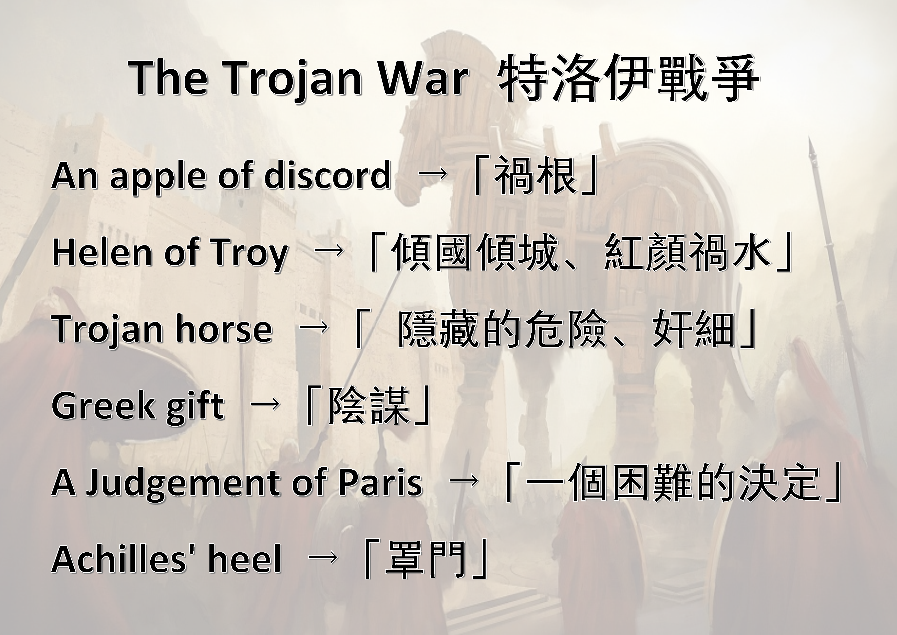 The Trojan War 特洛伊戰爭
An apple of discord →「禍根」
Helen of Troy →「傾國傾城、紅顏禍水」
Trojan horse →「 隱藏的危險、奸細」
Greek gift →「陰謀」
A Judgement of Paris →「一個困難的決定」
Achilles' heel →「罩門」